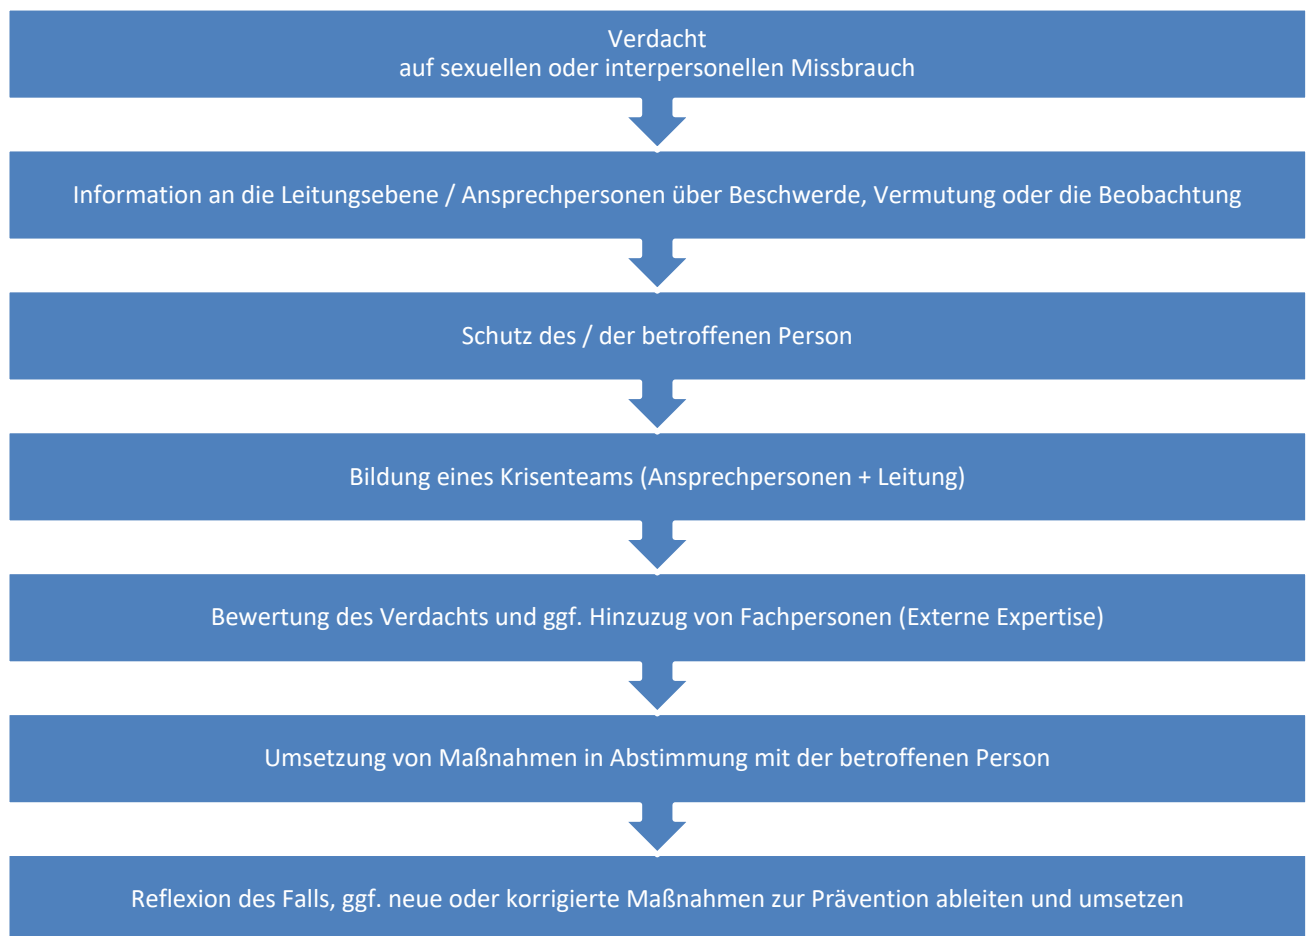 Verdacht
auf sexuellen oder interpersonellen Missbrauch
Information an die Leitungsebene / Ansprechpersonen über Beschwerde, Vermutung oder die Beobachtung
Schutz des / der betroffenen Person
Bildung eines Krisenteams (Ansprechpersonen + Leitung)
Bewertung des Verdachts und ggf. Hinzuzug von Fachpersonen (Externe Expertise)
Umsetzung von Maßnahmen in Abstimmung mit der betroffenen Person
Reflexion des Falls, ggf. neue oder korrigierte Maßnahmen zur Prävention ableiten und umsetzen